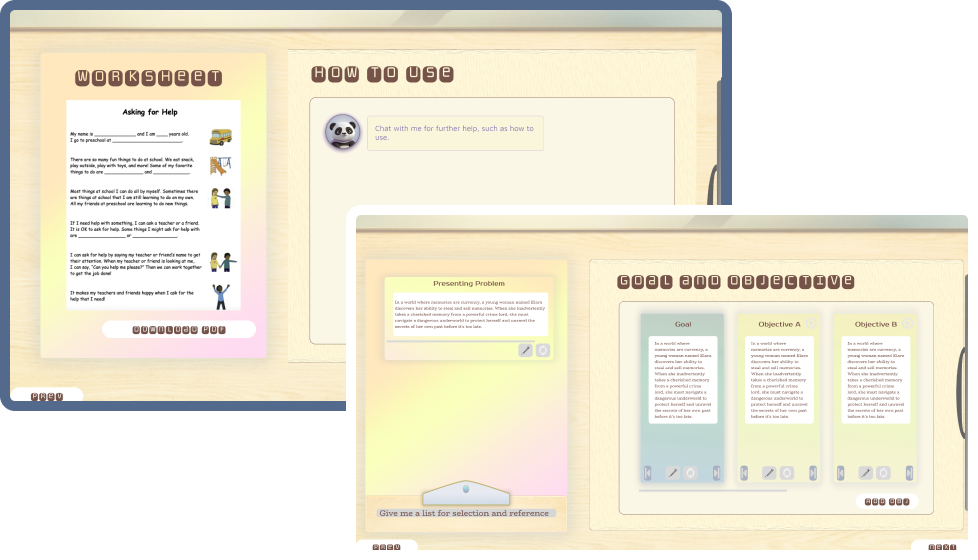 WORKSHEET
Asking for Help
My name is ________________ and I am ____ years old.
I go to preschool at ________________________.
There are so many fun things to do at school. We eat snack,
play outside, play with toys, and more! Some of my favorite
things to do are ______________ and ______________.
Most things at school I can do all by myself. Sometimes there
are things at school that I am still learning to do on my own.
All my friends at preschool are learning to do new things.
If I need help with something, I can ask a teacher or a friend.
It is OK to ask for help. Some things I might ask for help with
are __________________ or _________________.
I can ask for help by saying my teacher or friend's name to get
their attention. When my teacher or friend is looking at me,
I can say, "Can you help me please?" Then we can work together
to get the job done!
It makes my teachers and friends happy when I ask for the
help that I need!
DOWNLOAD PDF
PREV
HOW TO USE
Chat with me for further help, such as how to
use.
Presenting Problem
In a world where memories are currency, a young woman named Elara
discovers her ability to steal and sell memories. When she inadvertently
takes a cherished memory from a powerful crime lord, she must
navigate a dangerous underworld to protect herself and unravel the
secrets of her own past before it's too late.
Give me a list for selection and reference
PREV
GOAL AND OBJECTIVE
Goal
In a world where
memories are currency, a
young woman named Elara
discovers her ability to
steal and sell memories.
When she inadvertently
takes a cherished memory
from a powerful crime
lord, she must navigate a
dangerous underworld to
protect herself and unravel
the secrets of her own past
before it's too late.
Objective A
In a world where
memories are currency, a
young woman named Elara
discovers her ability to
steal and sell memories.
When she inadvertently
takes a cherished memory
from a powerful crime
lord, she must navigate a
dangerous underworld to
protect herself and unravel
the secrets of her own past
before it's too late.
Objective B
In a world where
memories are currency, a
young woman named Elara
discovers her ability to
steal and sell memories.
When she inadvertently
takes a cherished memory
from a powerful crime
lord, she must navigate a
dangerous underworld to
protect herself and unravel
the secrets of her own past
before it's too late.
ADD OBJ
NEXT